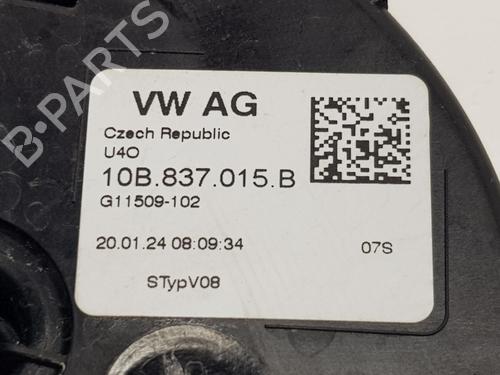 B-PARTS
VW AG
Czech Republic
U4O
10B.837.015.B
G11509-102
20.01.24 08:09:34
07S
STypV08